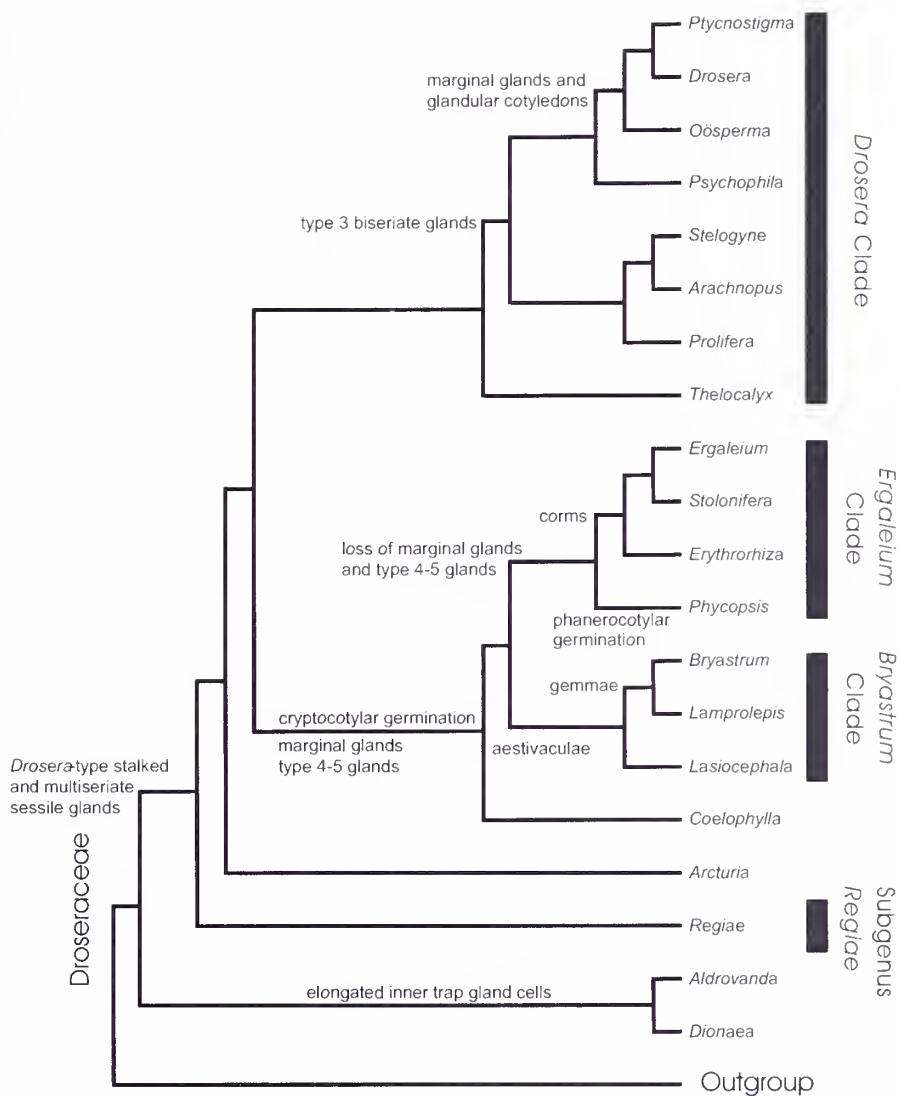 Ptycnostigma
marginal glands and
glandular cotyledons
Drosera
Oösperma
Psychophila
type 3 biseriate glands
Stelogyne
Arachnopus
Prolifera
Thelocalyx
Drosera Clade
Ergaleium
Stolonifera
corms
loss of marginal glands
and type 4-5 glands
Erythrorhiza
Phycopsis
phanerocotylar
germination
Ergaleium
Clade
Bryastrum
gemmae
Lamprolepis
cryptocotylar germination
marginal glands
type 4-5 glands
aestivaculae
Lasiocephala
Bryastrum
Clade
Coelophylla
Drosera-type stalked
and multiseriate
sessile glands
Droseraceae
Arcturia
Regiae
Subgenus
Regiae
Aldrovanda
elongated inner trap gland cells
Dionaea
Outgroup